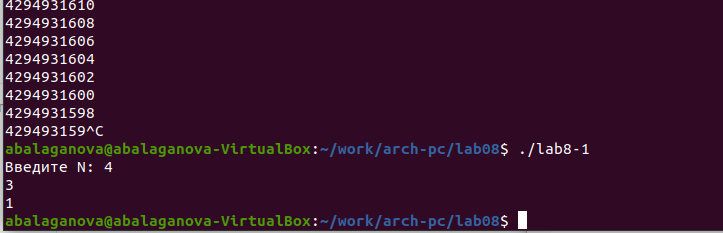 4294931610
4294931608
4294931606
4294931604
4294931602
4294931600
4294931598
429493159^C
abalaganova@abalaganova-VirtualBox:~/work/arch-pc/lab08$ ./lab8-1
Введите N: 4
3
1
abalaganova@abalaganova-VirtualBox:~/work/arch-pc/lab08$